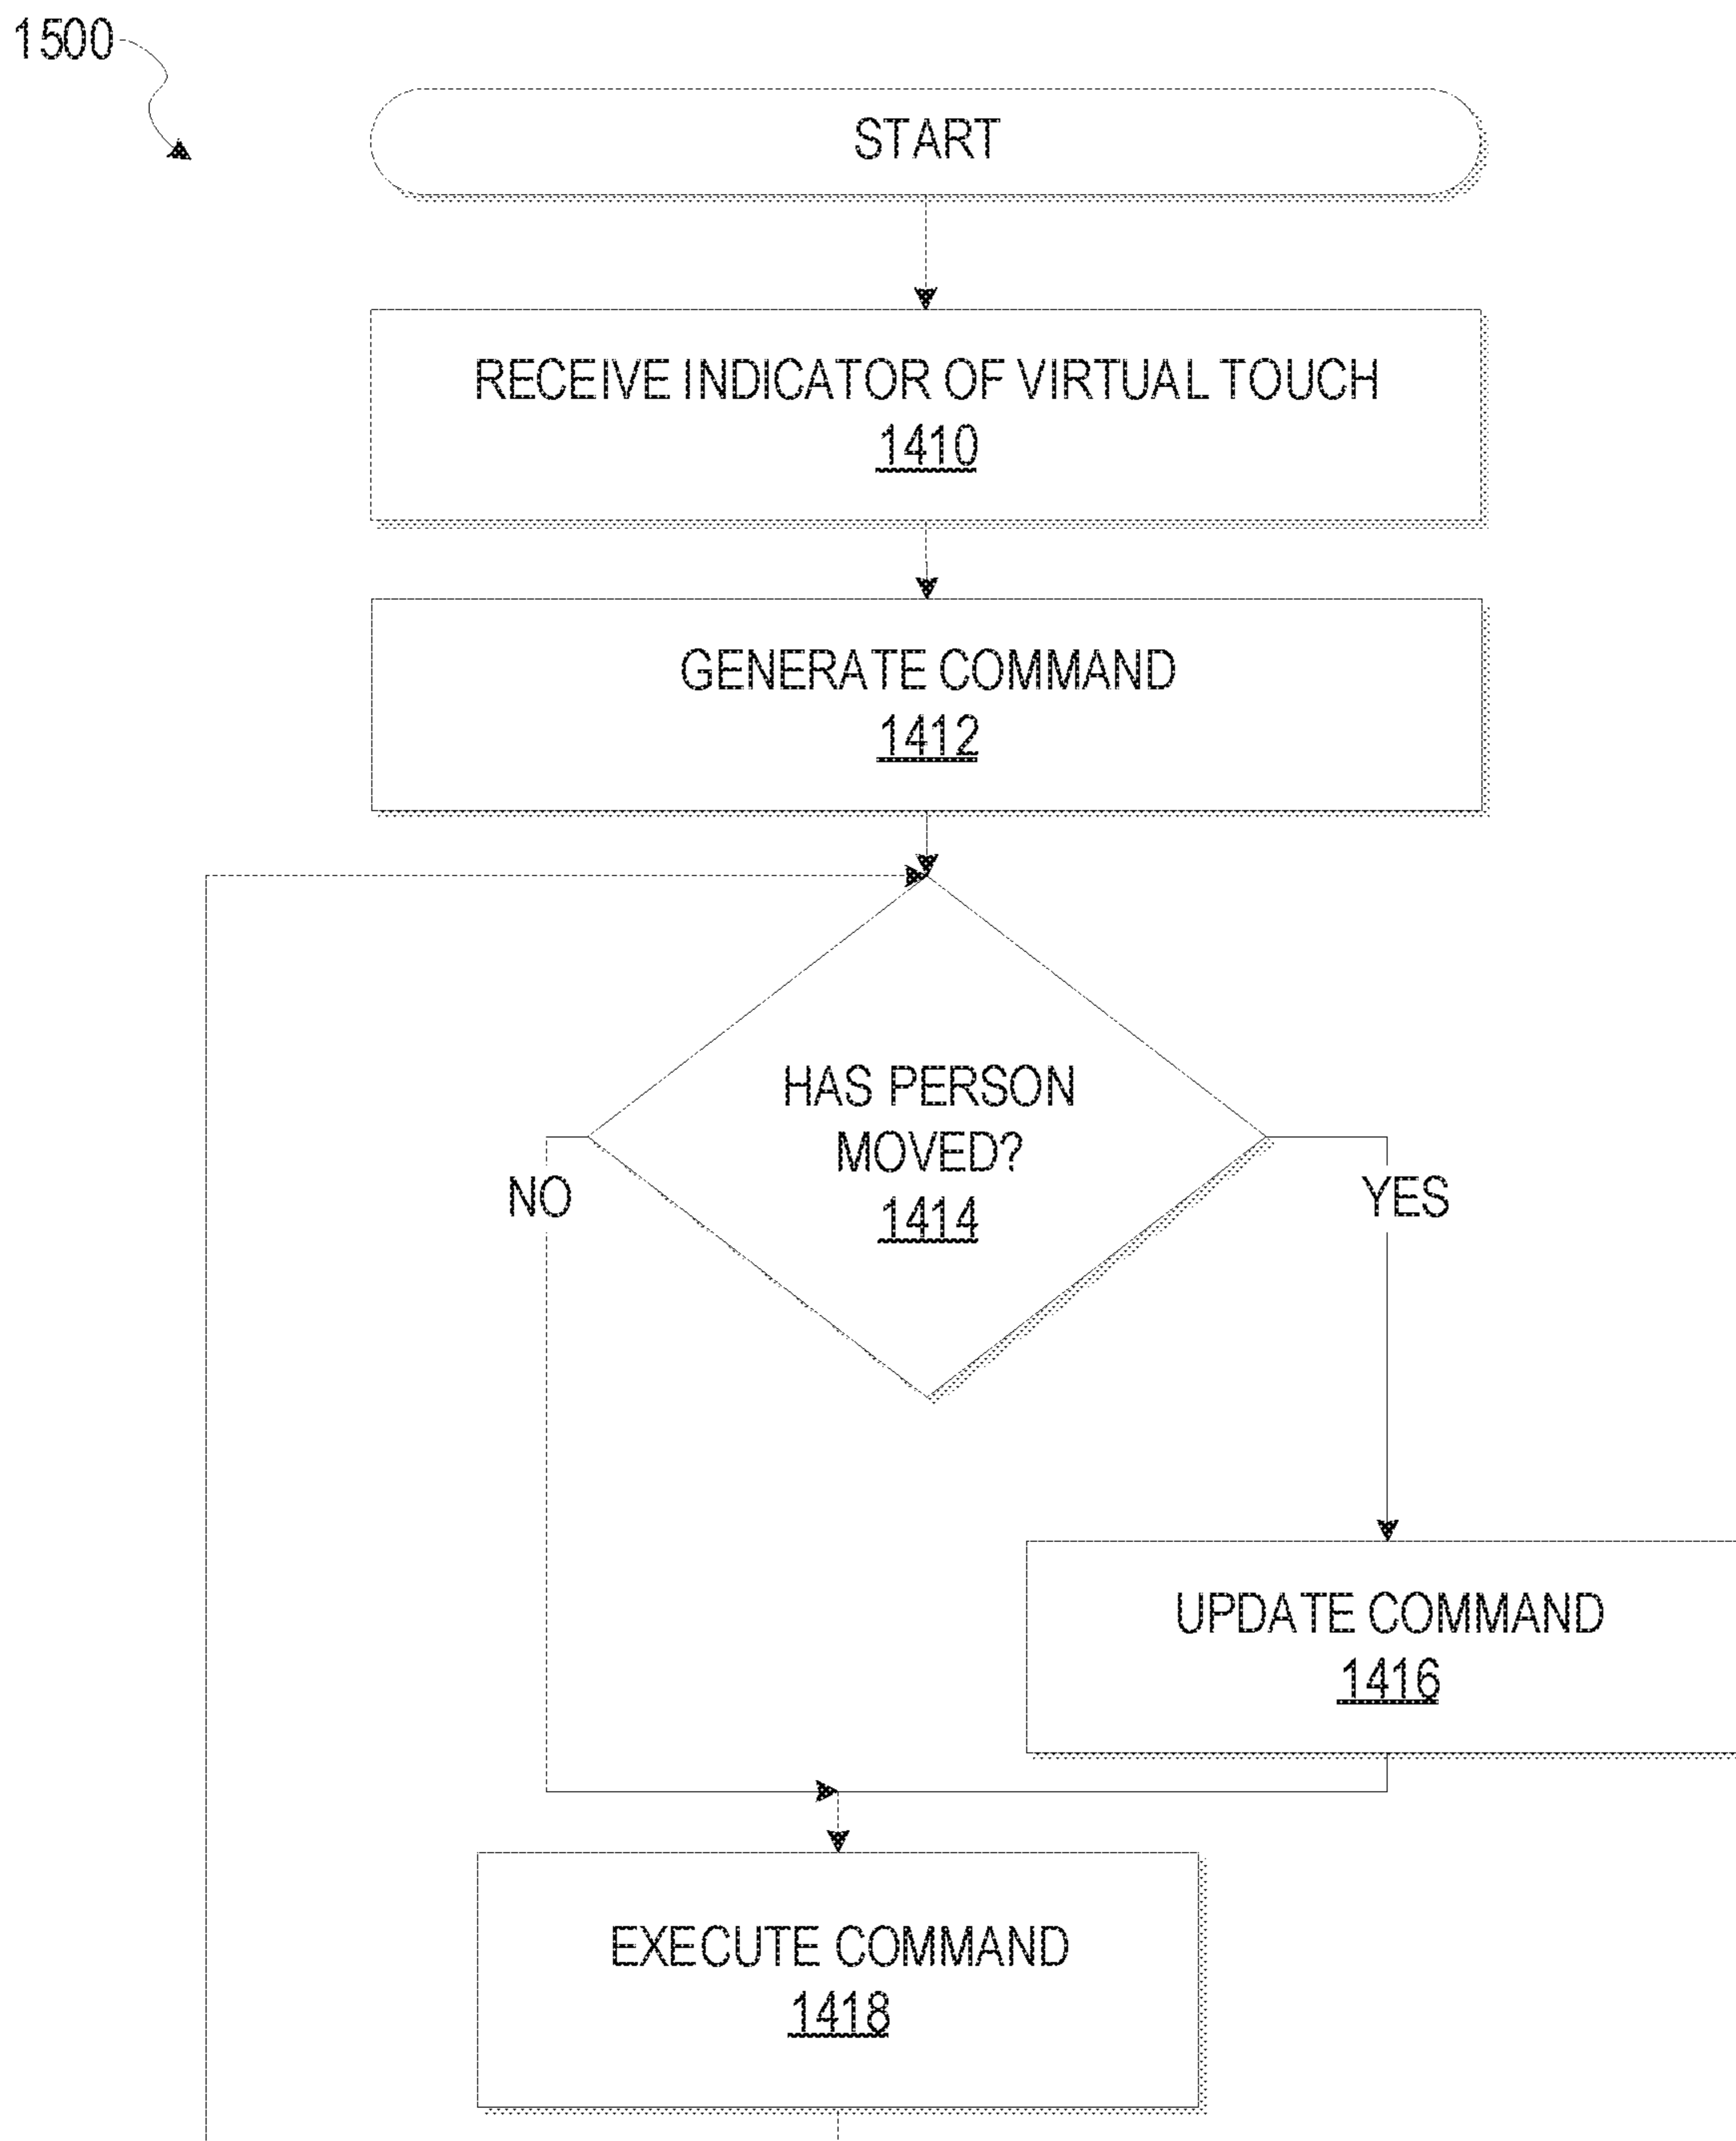 1500
START
RECEIVE INDICATOR OF VIRTUAL TOUCH
1410
GENERATE COMMAND
1412
HAS PERSON
MOVED?
1414
NO
YES
UPDATE COMMAND
1416
EXECUTE COMMAND
1418